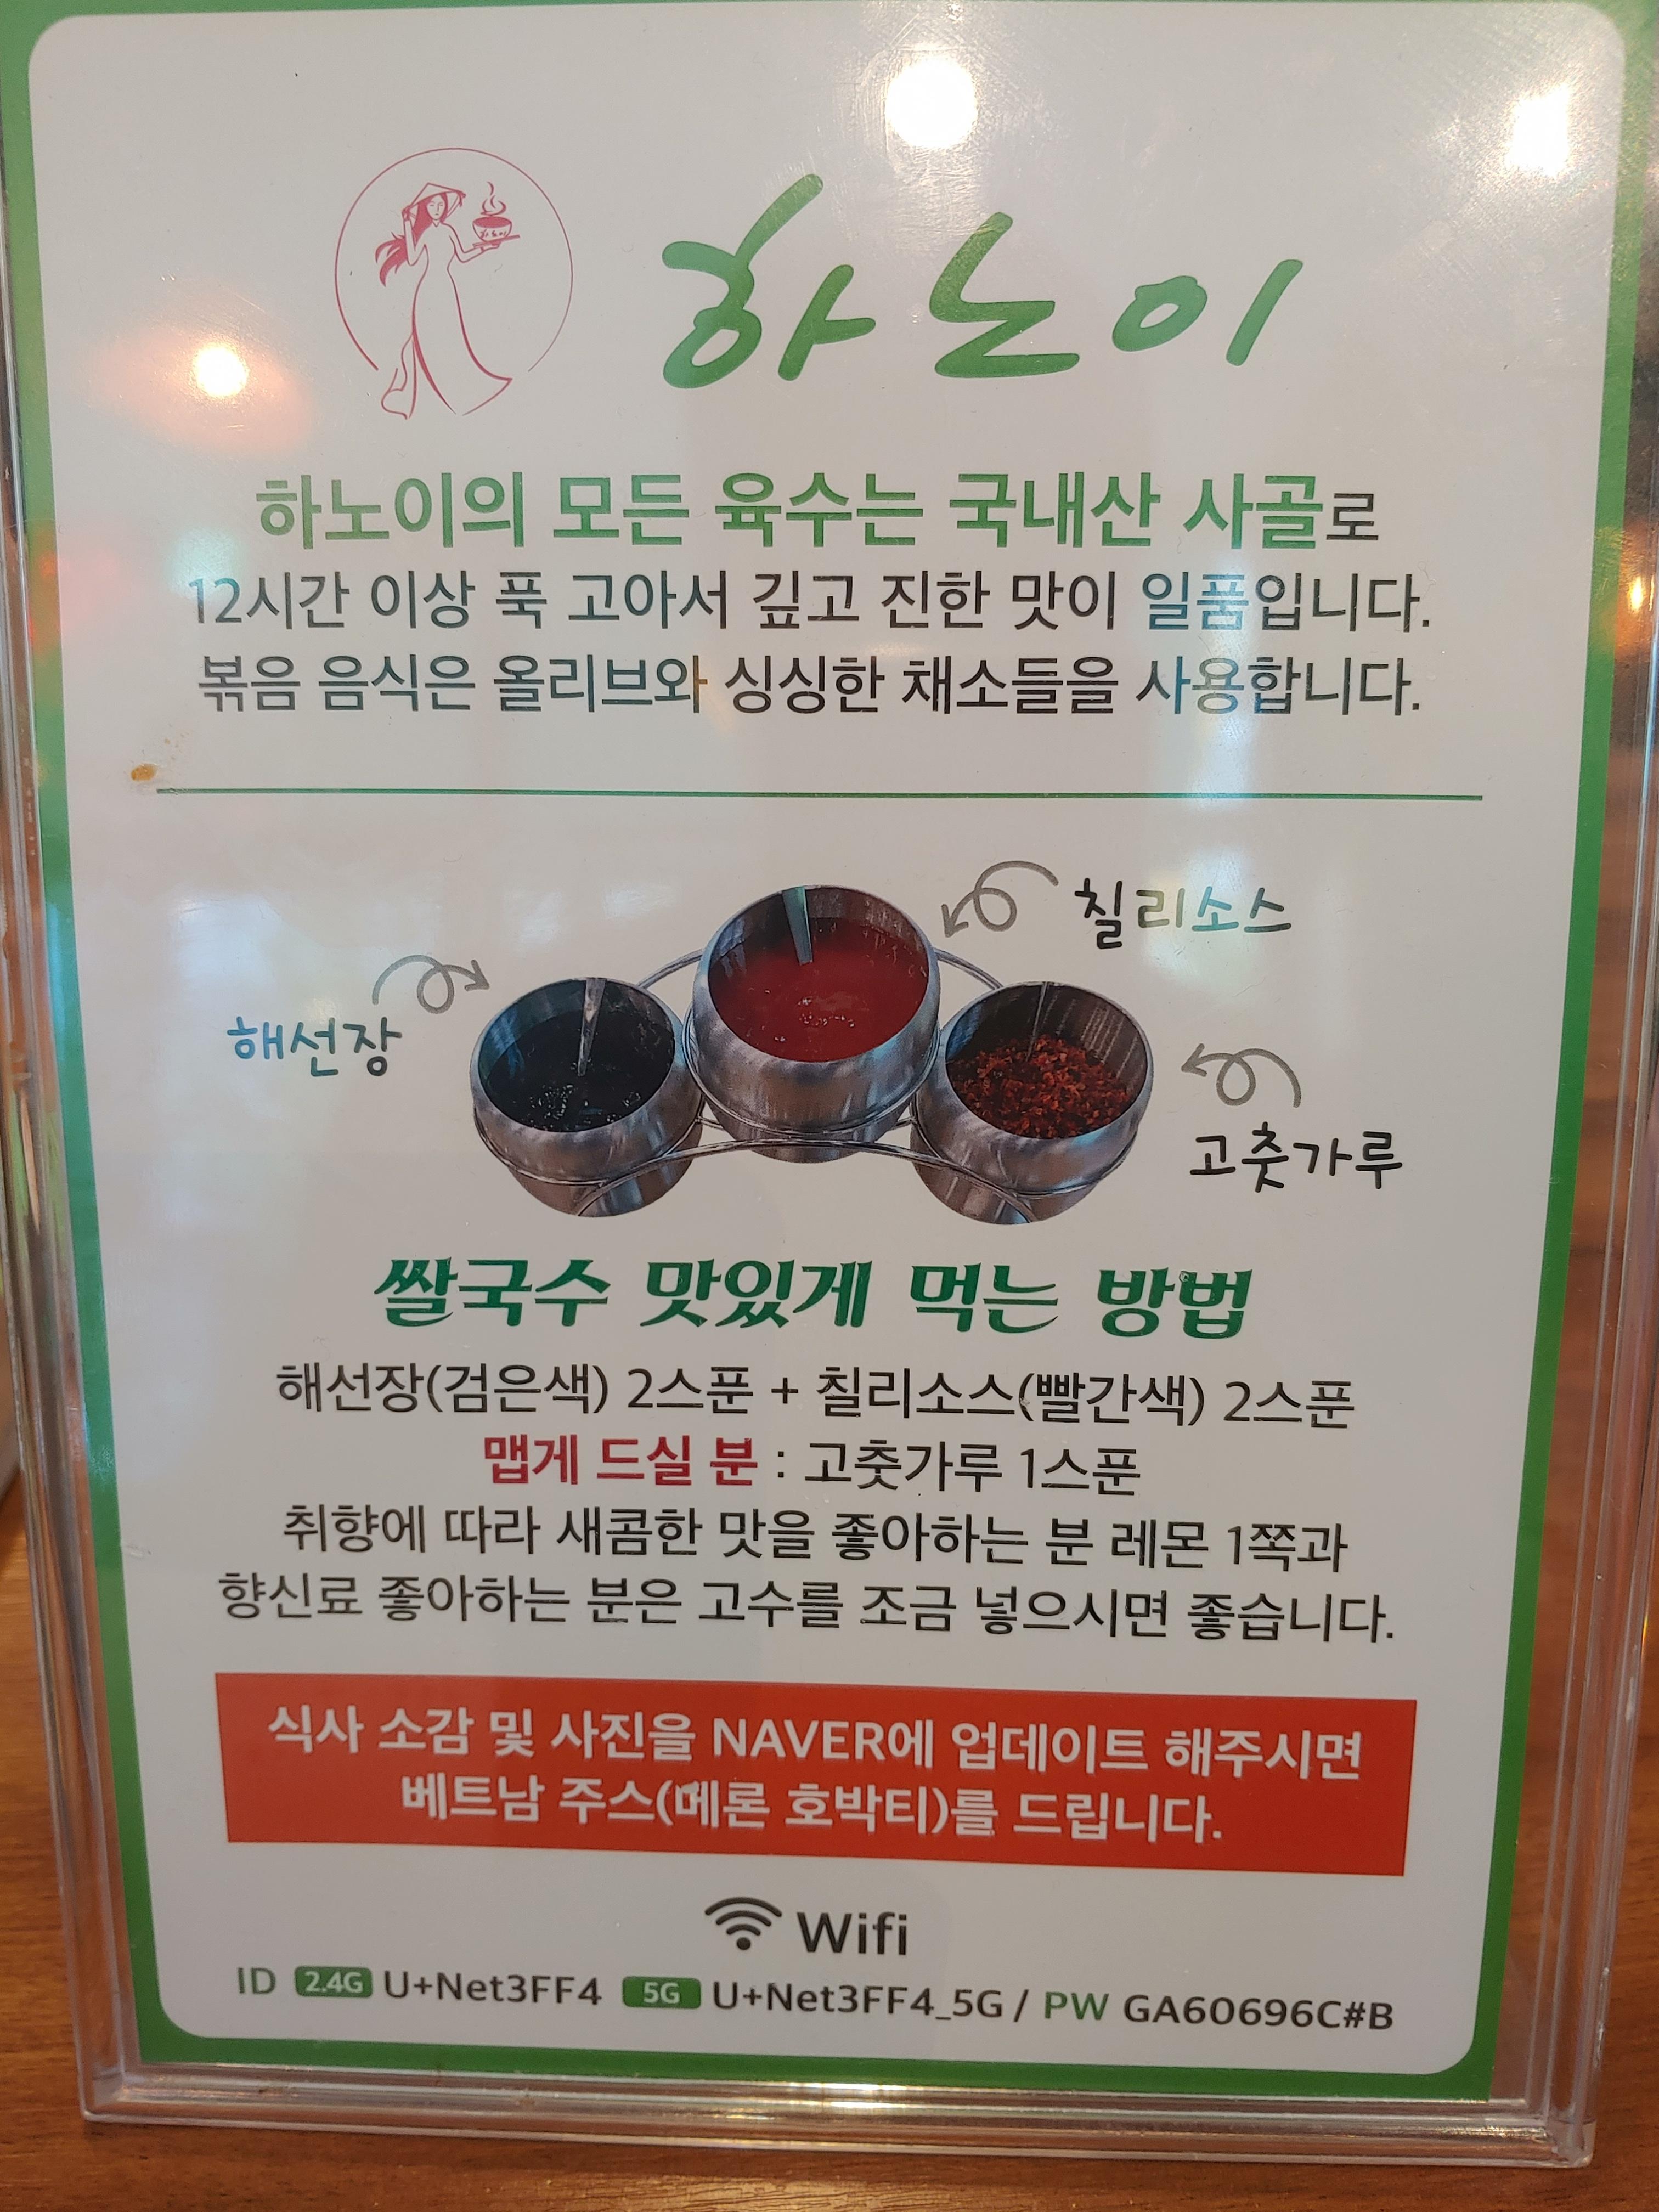 하노이
하노이의 모든 육수는 국내산 사골로
12시간 이상 푹 고아서 깊고 진한 맛이 일품입니다.
볶음 음식은 올리브와 싱싱한 채소들을 사용합니다.
칠리소스
해선장
고춧가루
쌀국수 맛있게 먹는 방법
해선장(검은색) 2스푼 + 칠리소스(빨간색) 2스푼
맵게 드실 분 : 고춧가루 1스푼
취향에 따라 새콤한 맛을 좋아하는 분 레몬 1쪽과
향신료 좋아하는 분은 고수를 조금 넣으시면 좋습니다.
식사 소감 및 사진을 NAVER에 업데이트 해주시면
베트남 주스(메론 호박티)를 드립니다.
Wifi
ID 2.4G U+Net3FF4 5G U+Net3FF4_5G / PW GA60696C#B